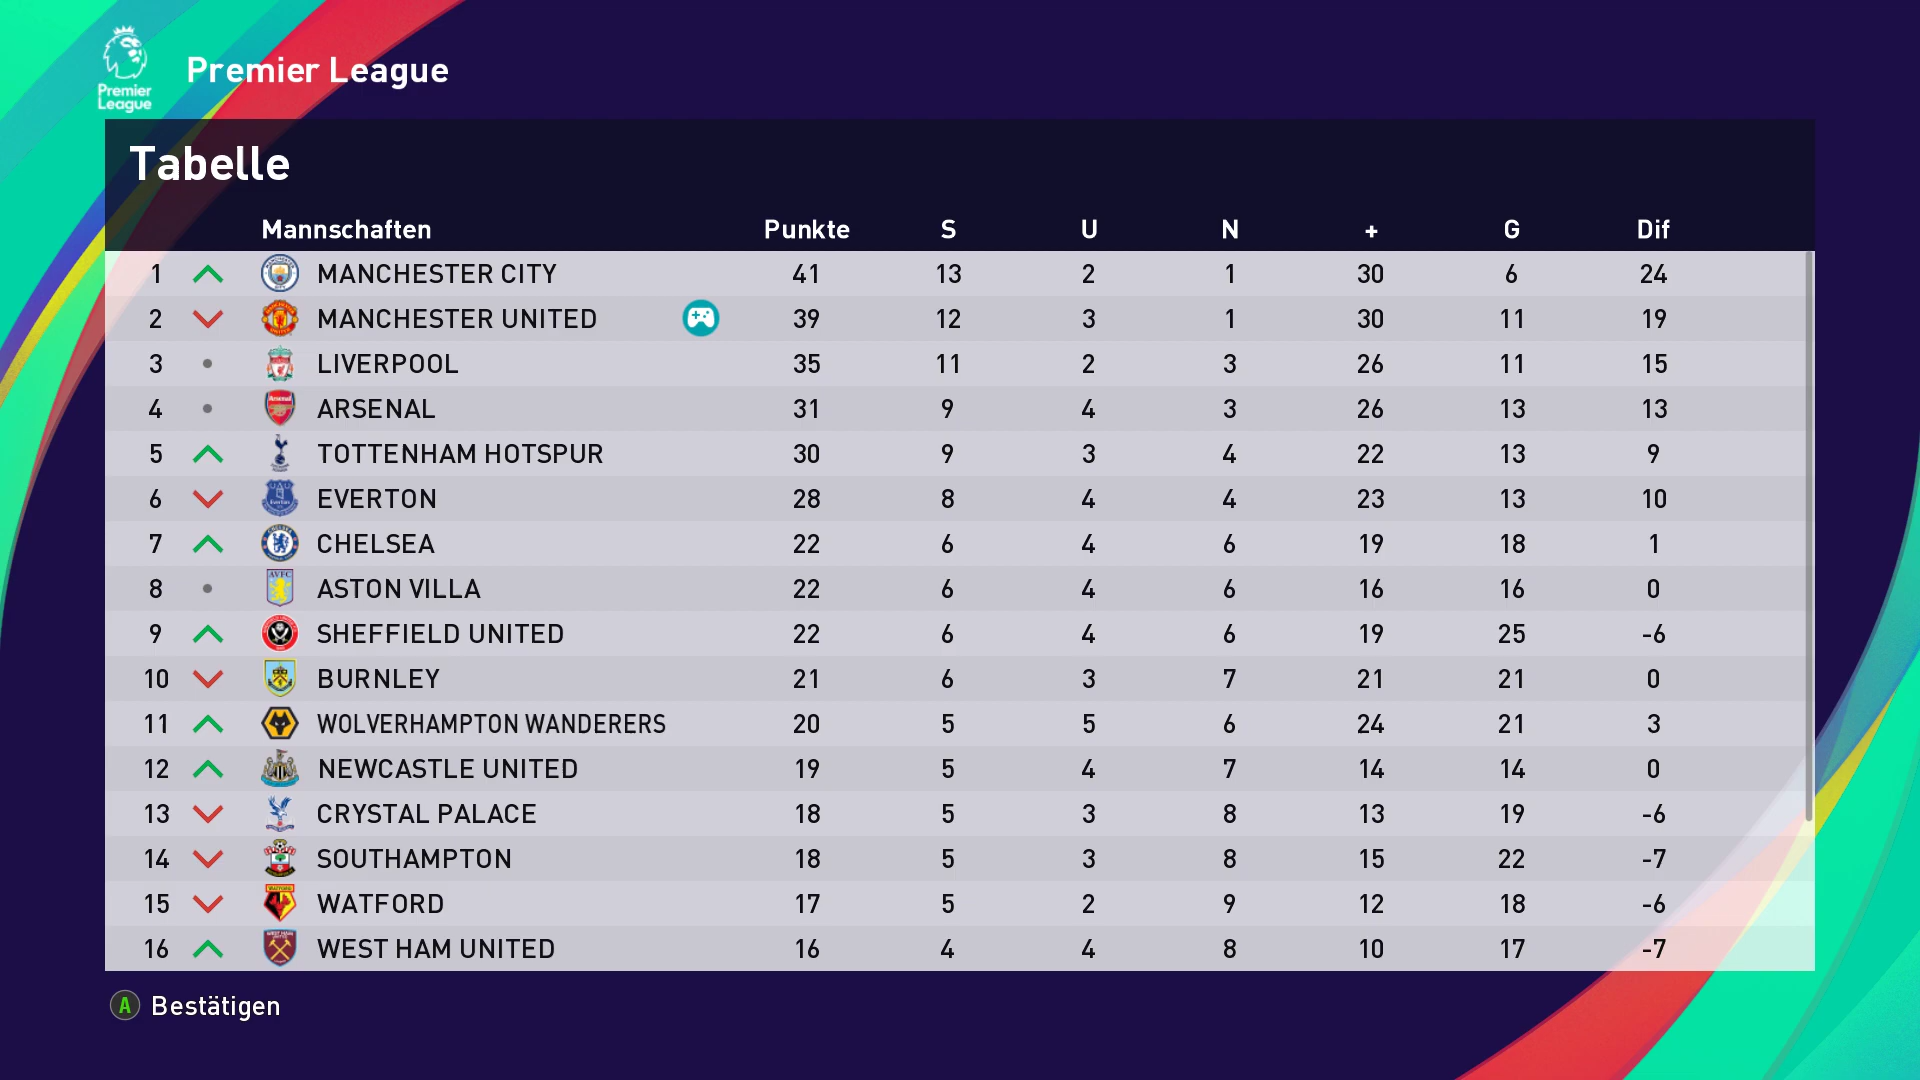 Premier League
Premier League
Tabelle
Mannschaften Punkte S U N + G Dif
1 MANCHESTER CITY 41 13 2 1 30 6 24
2 MANCHESTER UNITED 39 12 3 1 30 11 19
3 LIVERPOOL 35 11 2 3 26 11 15
4 ARSENAL 31 9 4 3 26 13 13
5 TOTTENHAM HOTSPUR 30 9 3 4 22 13 9
6 EVERTON 28 8 4 4 23 13 10
7 CHELSEA 22 6 4 6 19 18 1
8 ASTON VILLA 22 6 4 6 16 16 0
9 SHEFFIELD UNITED 22 6 4 6 19 25 -6
10 BURNLEY 21 6 3 7 21 21 0
11 WOLVERHAMPTON WANDERERS 20 5 5 6 24 21 3
12 NEWCASTLE UNITED 19 5 4 7 14 14 0
13 CRYSTAL PALACE 18 5 3 8 13 19 -6
14 SOUTHAMPTON 18 5 3 8 15 22 -7
15 WATFORD 17 5 2 9 12 18 -6
16 WEST HAM UNITED 16 4 4 8 10 17 -7
A Bestätigen